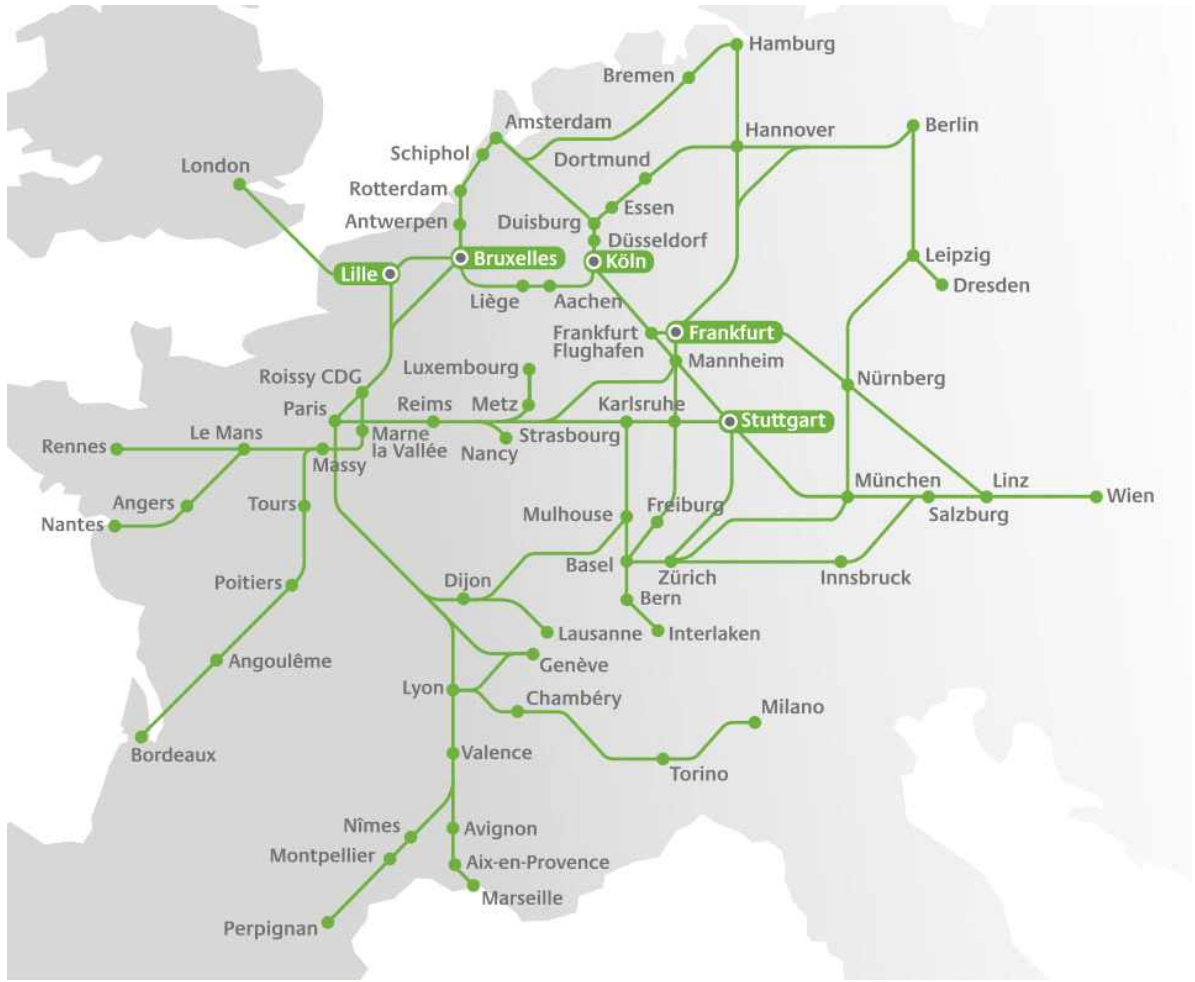 Hamburg
Bremen
Amsterdam
Hannover
Berlin
Schiphol
Dortmund
London
Rotterdam
Essen
Antwerpen
Duisburg
Düsseldorf
Lille
Bruxelles
Köln
Leipzig
Liège
Aachen
Dresden
Frankfurt
Flughafen
Frankfurt
Luxembourg
Mannheim
Roissy CDG
Nürnberg
Paris
Reims
Metz
Karlsruhe
Stuttgart
Rennes
Le Mans
Massy
Marne
la Vallée
Nancy
Strasbourg
Angers
Tours
Freiburg
München
Linz
Wien
Nantes
Mulhouse
Salzburg
Basel
Zürich
Innsbruck
Poitiers
Dijon
Bern
Lausanne
Interlaken
Angoulême
Genève
Lyon
Chambéry
Milano
Bordeaux
Valence
Torino
Nîmes
Avignon
Montpellier
Aix-en-Provence
Marseille
Perpignan